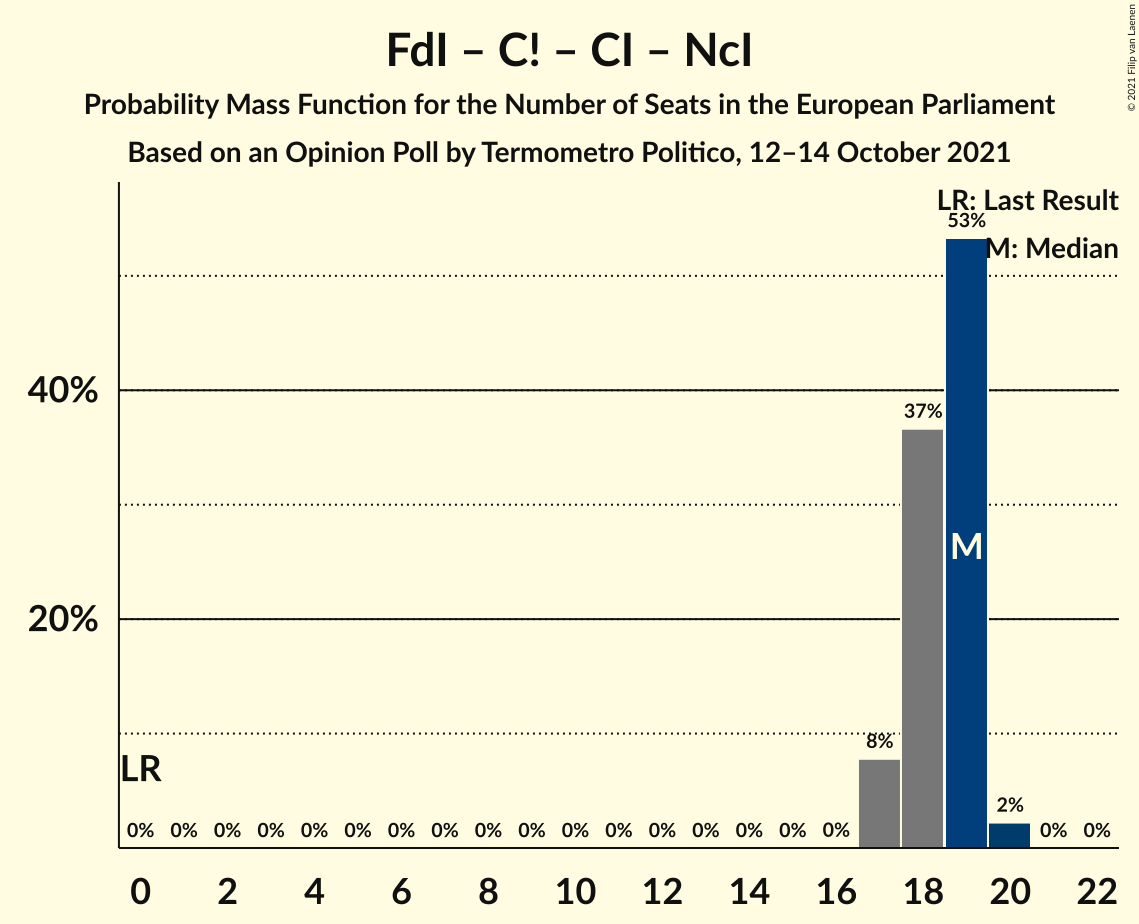 FdI – C! – CI – NcI
Probability Mass Function for the Number of Seats in the European Parliament
Based on an Opinion Poll by Termometro Politico, 12–14 October 2021
© 2021 Filip van Laenen
LR: Last Result
53%
M: Median
40%
37%
M
20%
8%
LR
2%
0% 0% 0% 0% 0% 0% 0% 0% 0% 0% 0% 0% 0% 0% 0% 0% 0% 0% 0%
0 2 4 6 8 10 12 14 16 18 20 22